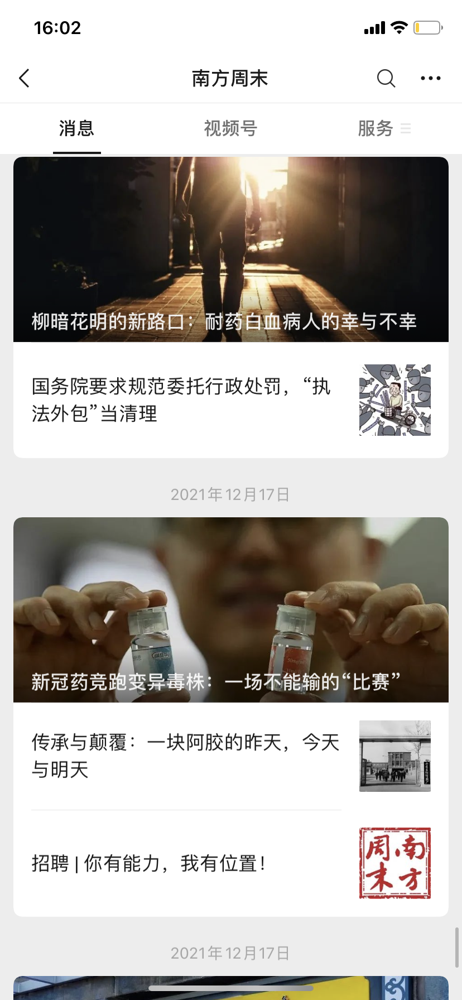 16:02
南方周末
消息
视频号
服务
柳暗花明的新路口：耐药白血病人的幸与不幸
国务院要求规范委托行政处罚，“执
法外包”当清理
2021年12月17日
50mg/5ml
新冠药竞跑变异毒株：一场不能输的“比赛”
传承与颠覆：一块阿胶的昨天，今天
与明天
招聘 | 你有能力，我有位置！
周南
末方
2021年12月17日